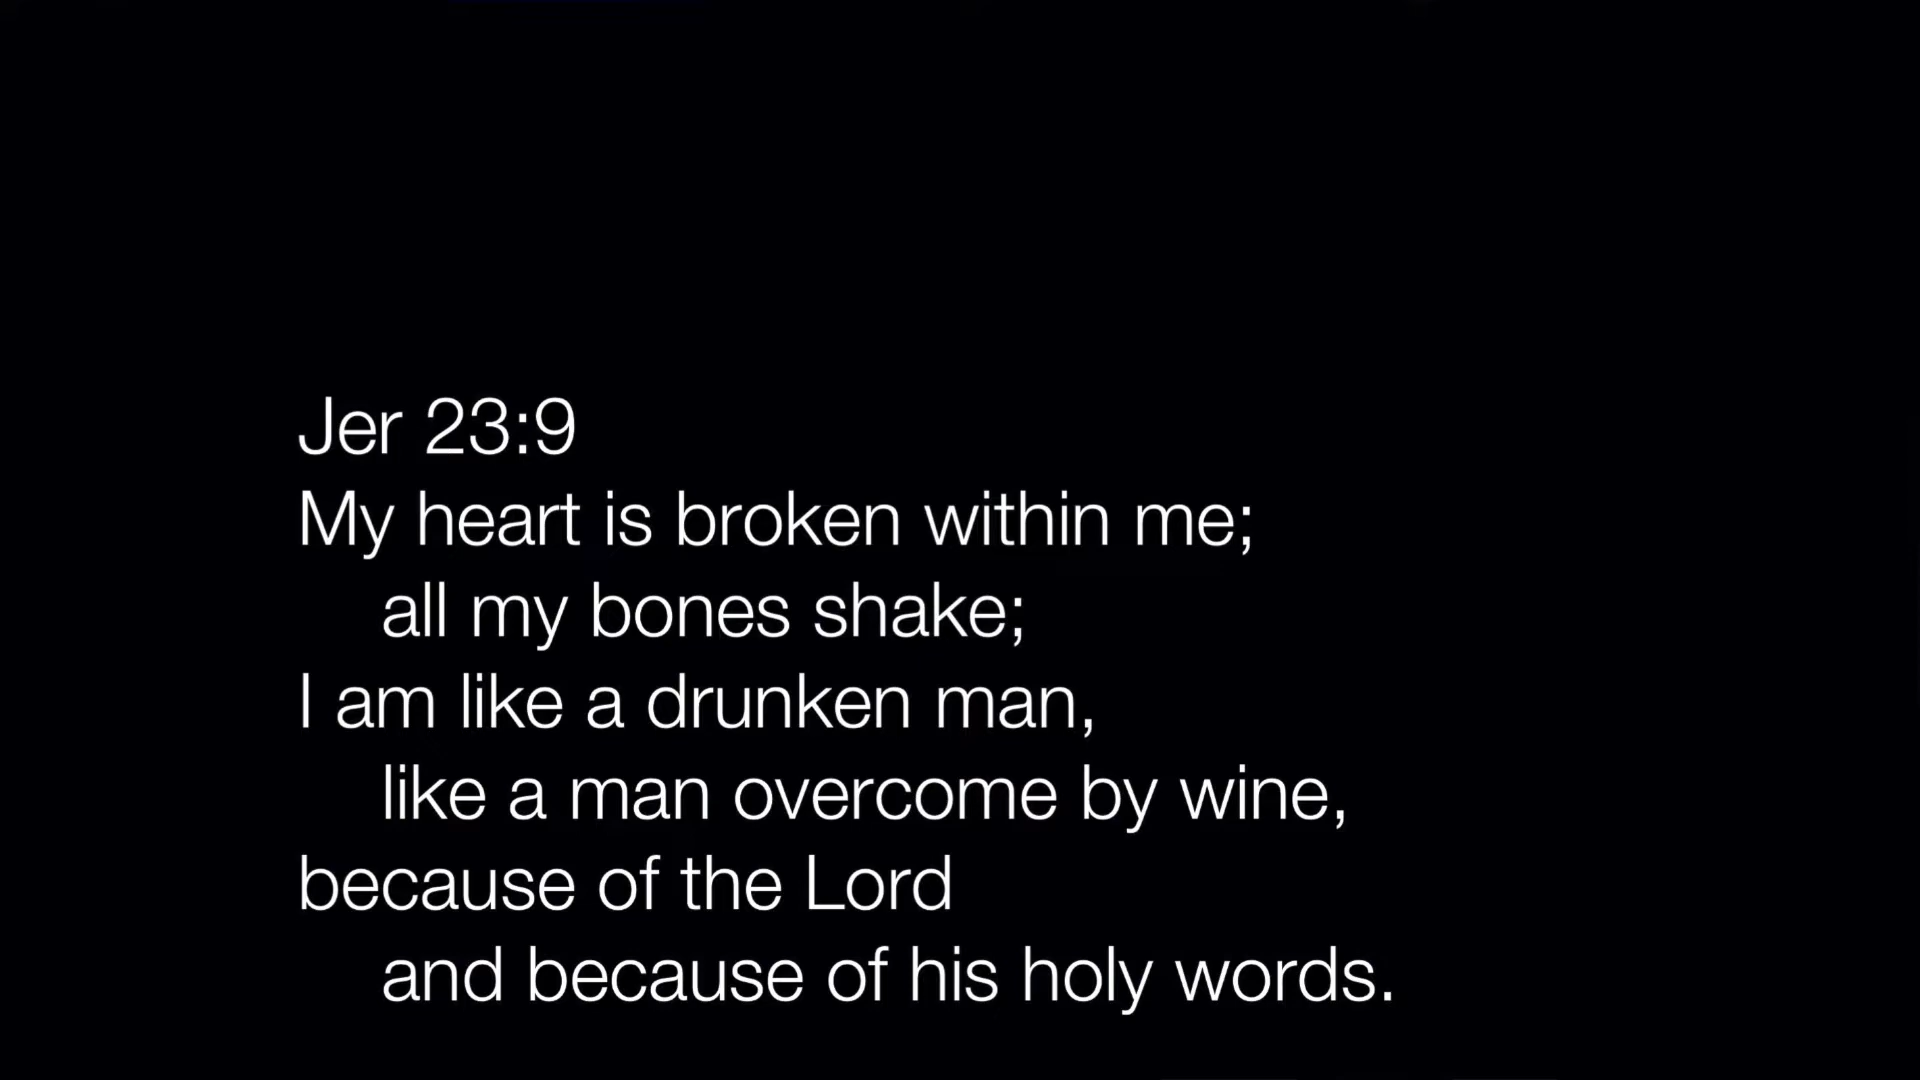 Jer 23:9
My heart is broken within me;
all my bones shake;
I am like a drunken man,
like a man overcome by wine,
because of the Lord
and because of his holy words.